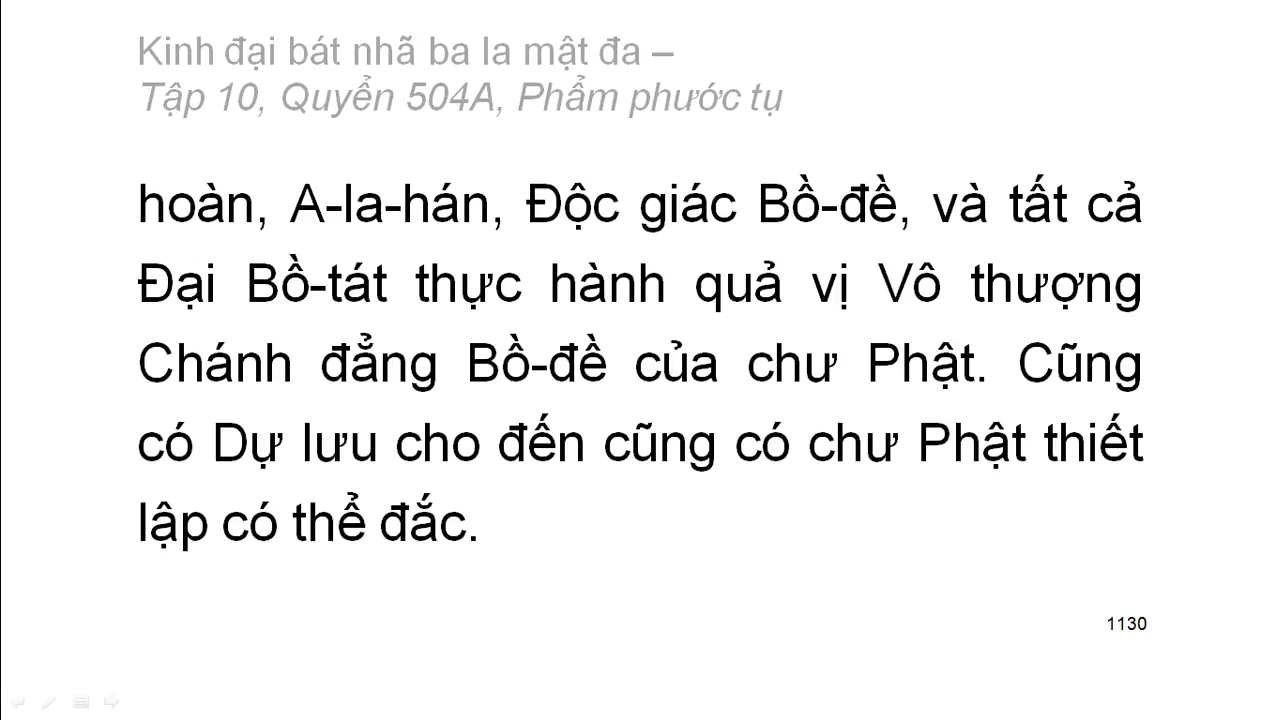 Kinh đại bát nhã ba la mật đa –
Tập 10, Quyển 504A, Phẩm phước tụ
hoàn, A-la-hán, Độc giác Bồ-đề, và tất cả
Đại Bồ-tát thực hành quả vị Vô thượng
Chánh đẳng Bồ-đề của chư Phật. Cũng
có Dự lưu cho đến cũng có chư Phật thiết
lập có thể đắc.
1130